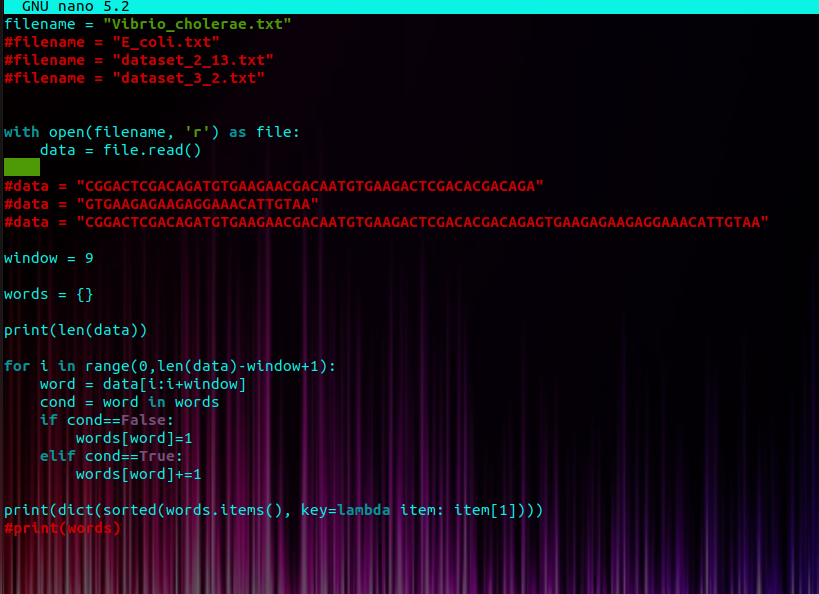 GNU nano 5.2
filename = "Vibrio_cholerae.txt"
#filename = "E_coli.txt"
#filename = "dataset_2_13.txt"
#filename = "dataset_3_2.txt"
with open(filename, 'r') as file:
    data = file.read()
#data = "CGGACTCGACAGATGTGAAGAACGACAATGTGAAGACTCGACACGACAGA"
#data = "GTGAAGAGAAGAGGAAACATTGTAA"
#data = "CGGACTCGACAGATGTGAAGAACGACAATGTGAAGACTCGACACGACAGAGTGAAGAGAAGAGGAAACATTGTAA"
window = 9
words = {}
print(len(data))
for i in range(0,len(data)-window+1):
    word = data[i:i+window]
    cond = word in words
    if cond==False:
        words[word]=1
    elif cond==True:
        words[word]+=1
print(dict(sorted(words.items(), key=lambda item: item[1])))
#print(words)